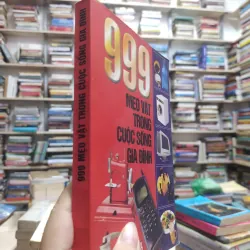 999
MẸO VẶT
TRONG
CUỘC SỐNG
GIA ĐÌNH
999 MẸO VẶT TRONG CUỘC SỐNG GIA ĐÌNH